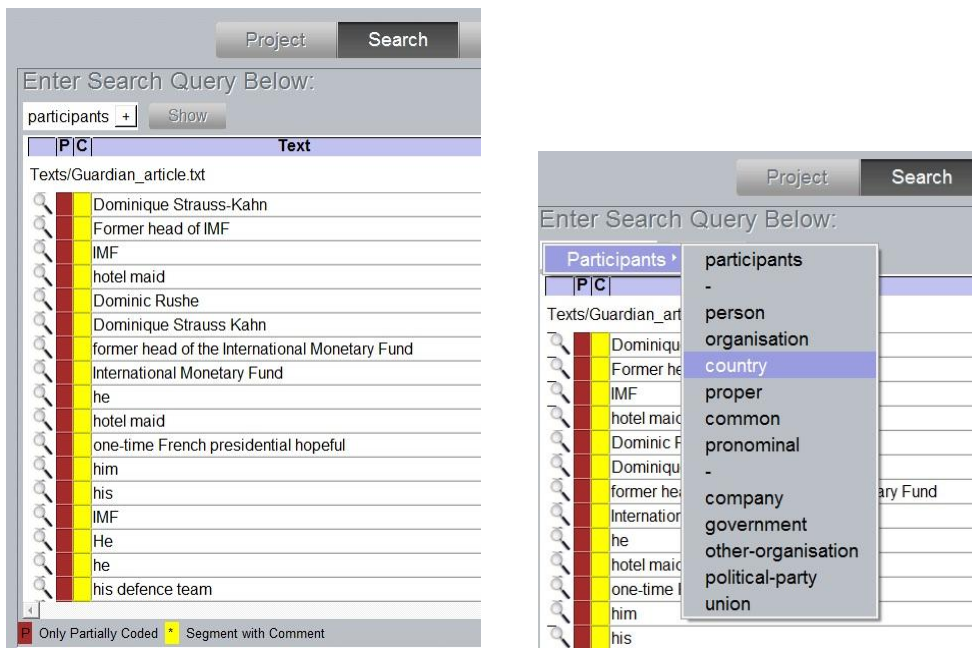 Project Search
Enter Search Query Below:
participants + Show
P C Text
Texts/Guardian_article.txt
Dominique Strauss-Kahn
Former head of IMF
IMF
hotel maid
Dominic Rushe
Dominique Strauss Kahn
former head of the International Monetary Fund
International Monetary Fund
he
hotel maid
one-time French presidential hopeful
him
his
IMF
He
he
his defence team
P Only Partially Coded * Segment with Comment
Project Search
Enter Search Query Below:
Participants participants
-
P C person
Texts/Guardian_art organisation
Dominiqu country
Former he proper
IMF common
hotel maid pronominal
Dominic F -
Dominiqu company
former hea ary Fund
Internation government
he other-organisation
hotel maid political-party
one-time union
him
his